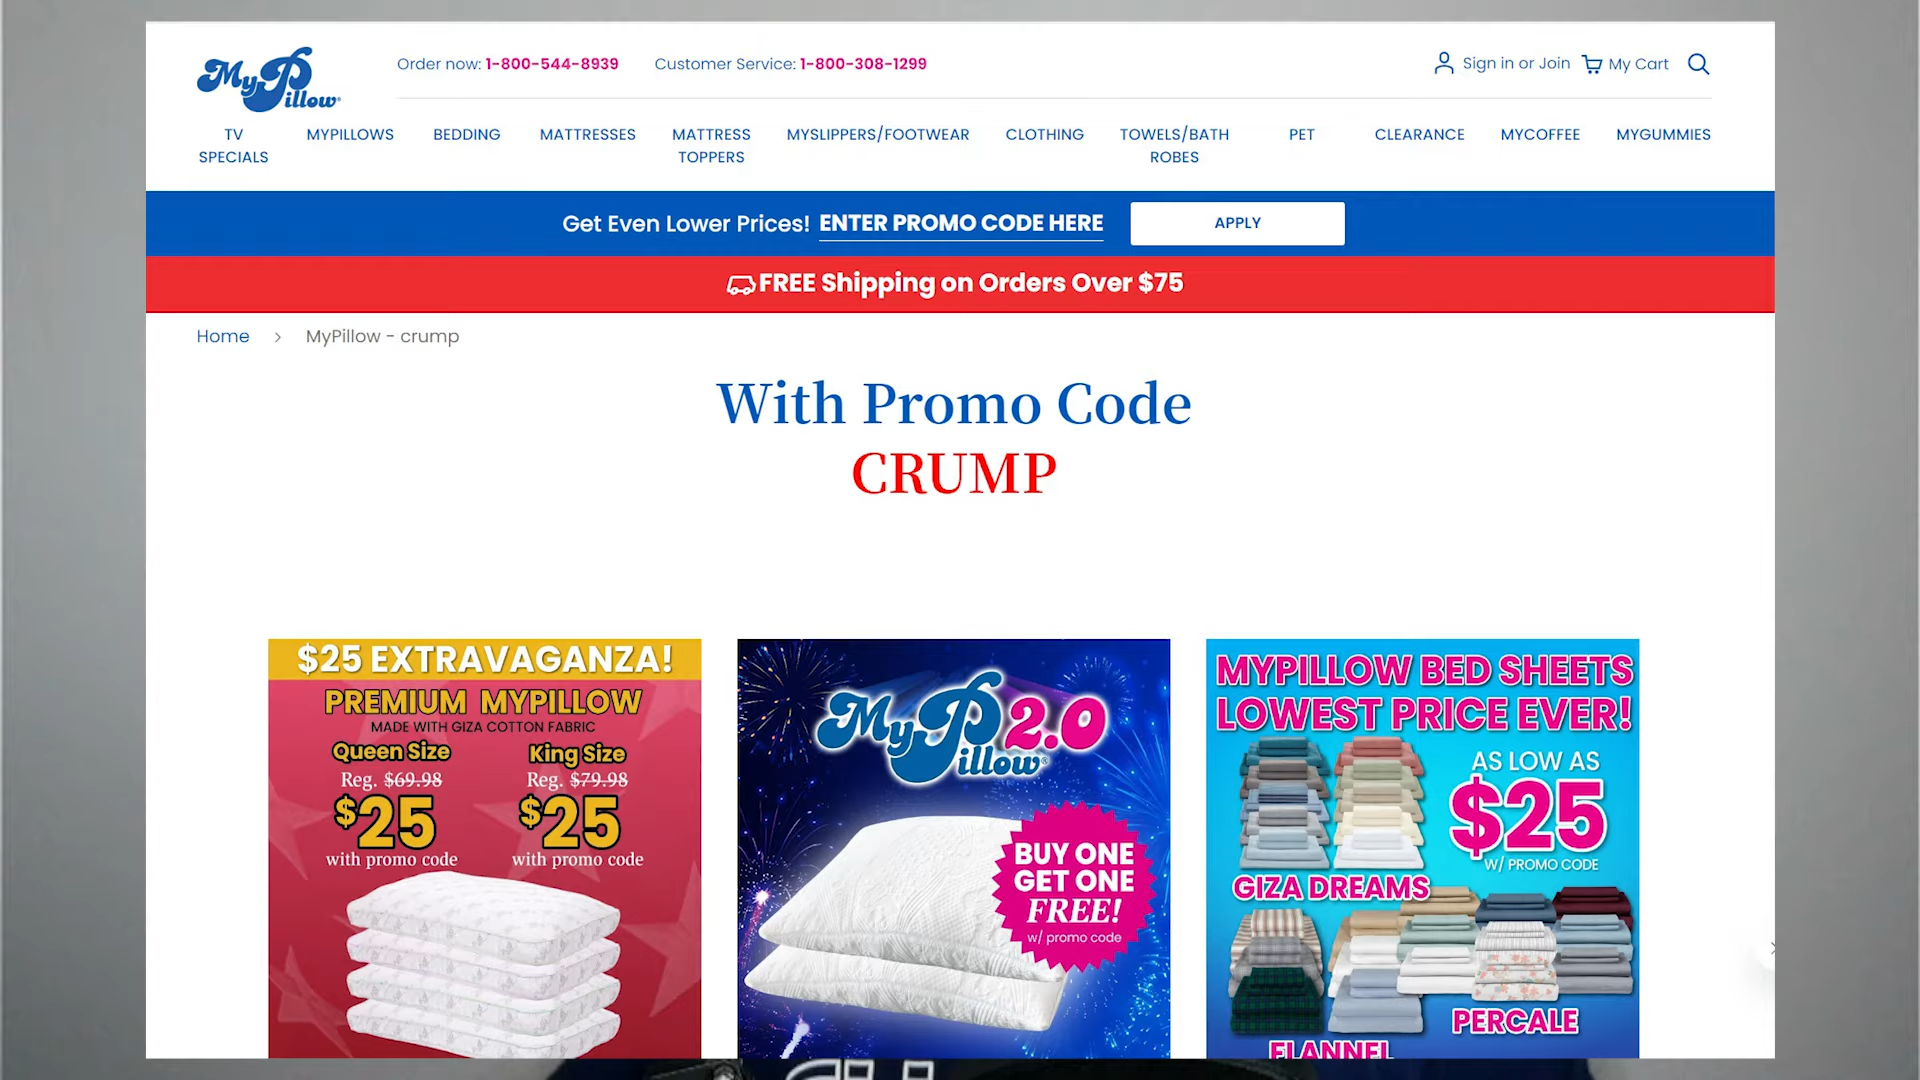 MyPillow®
Order now: 1-800-544-8939
Customer Service: 1-800-308-1299
Sign in or Join
My Cart
TV SPECIALS
MYPILLOWS
BEDDING
MATTRESSES
MATTRESS TOPPERS
MYSLIPPERS/FOOTWEAR
CLOTHING
TOWELS/BATH ROBES
PET
CLEARANCE
MYCOFFEE
MYGUMMIES
Get Even Lower Prices! ENTER PROMO CODE HERE
APPLY
FREE Shipping on Orders Over $75
Home > MyPillow - crump
With Promo Code
CRUMP
$25 EXTRAVAGANZA!
PREMIUM MYPILLOW
MADE WITH GIZA COTTON FABRIC
Queen Size
Reg. $69.98
$25
with promo code
King Size
Reg. $79.98
$25
with promo code
MyPillow® 2.0
BUY ONE
GET ONE
FREE!
w/ promo code
MYPILLOW BED SHEETS
LOWEST PRICE EVER!
AS LOW AS
$25
W/ PROMO CODE
GIZA DREAMS
PERCALE
FLANNEL